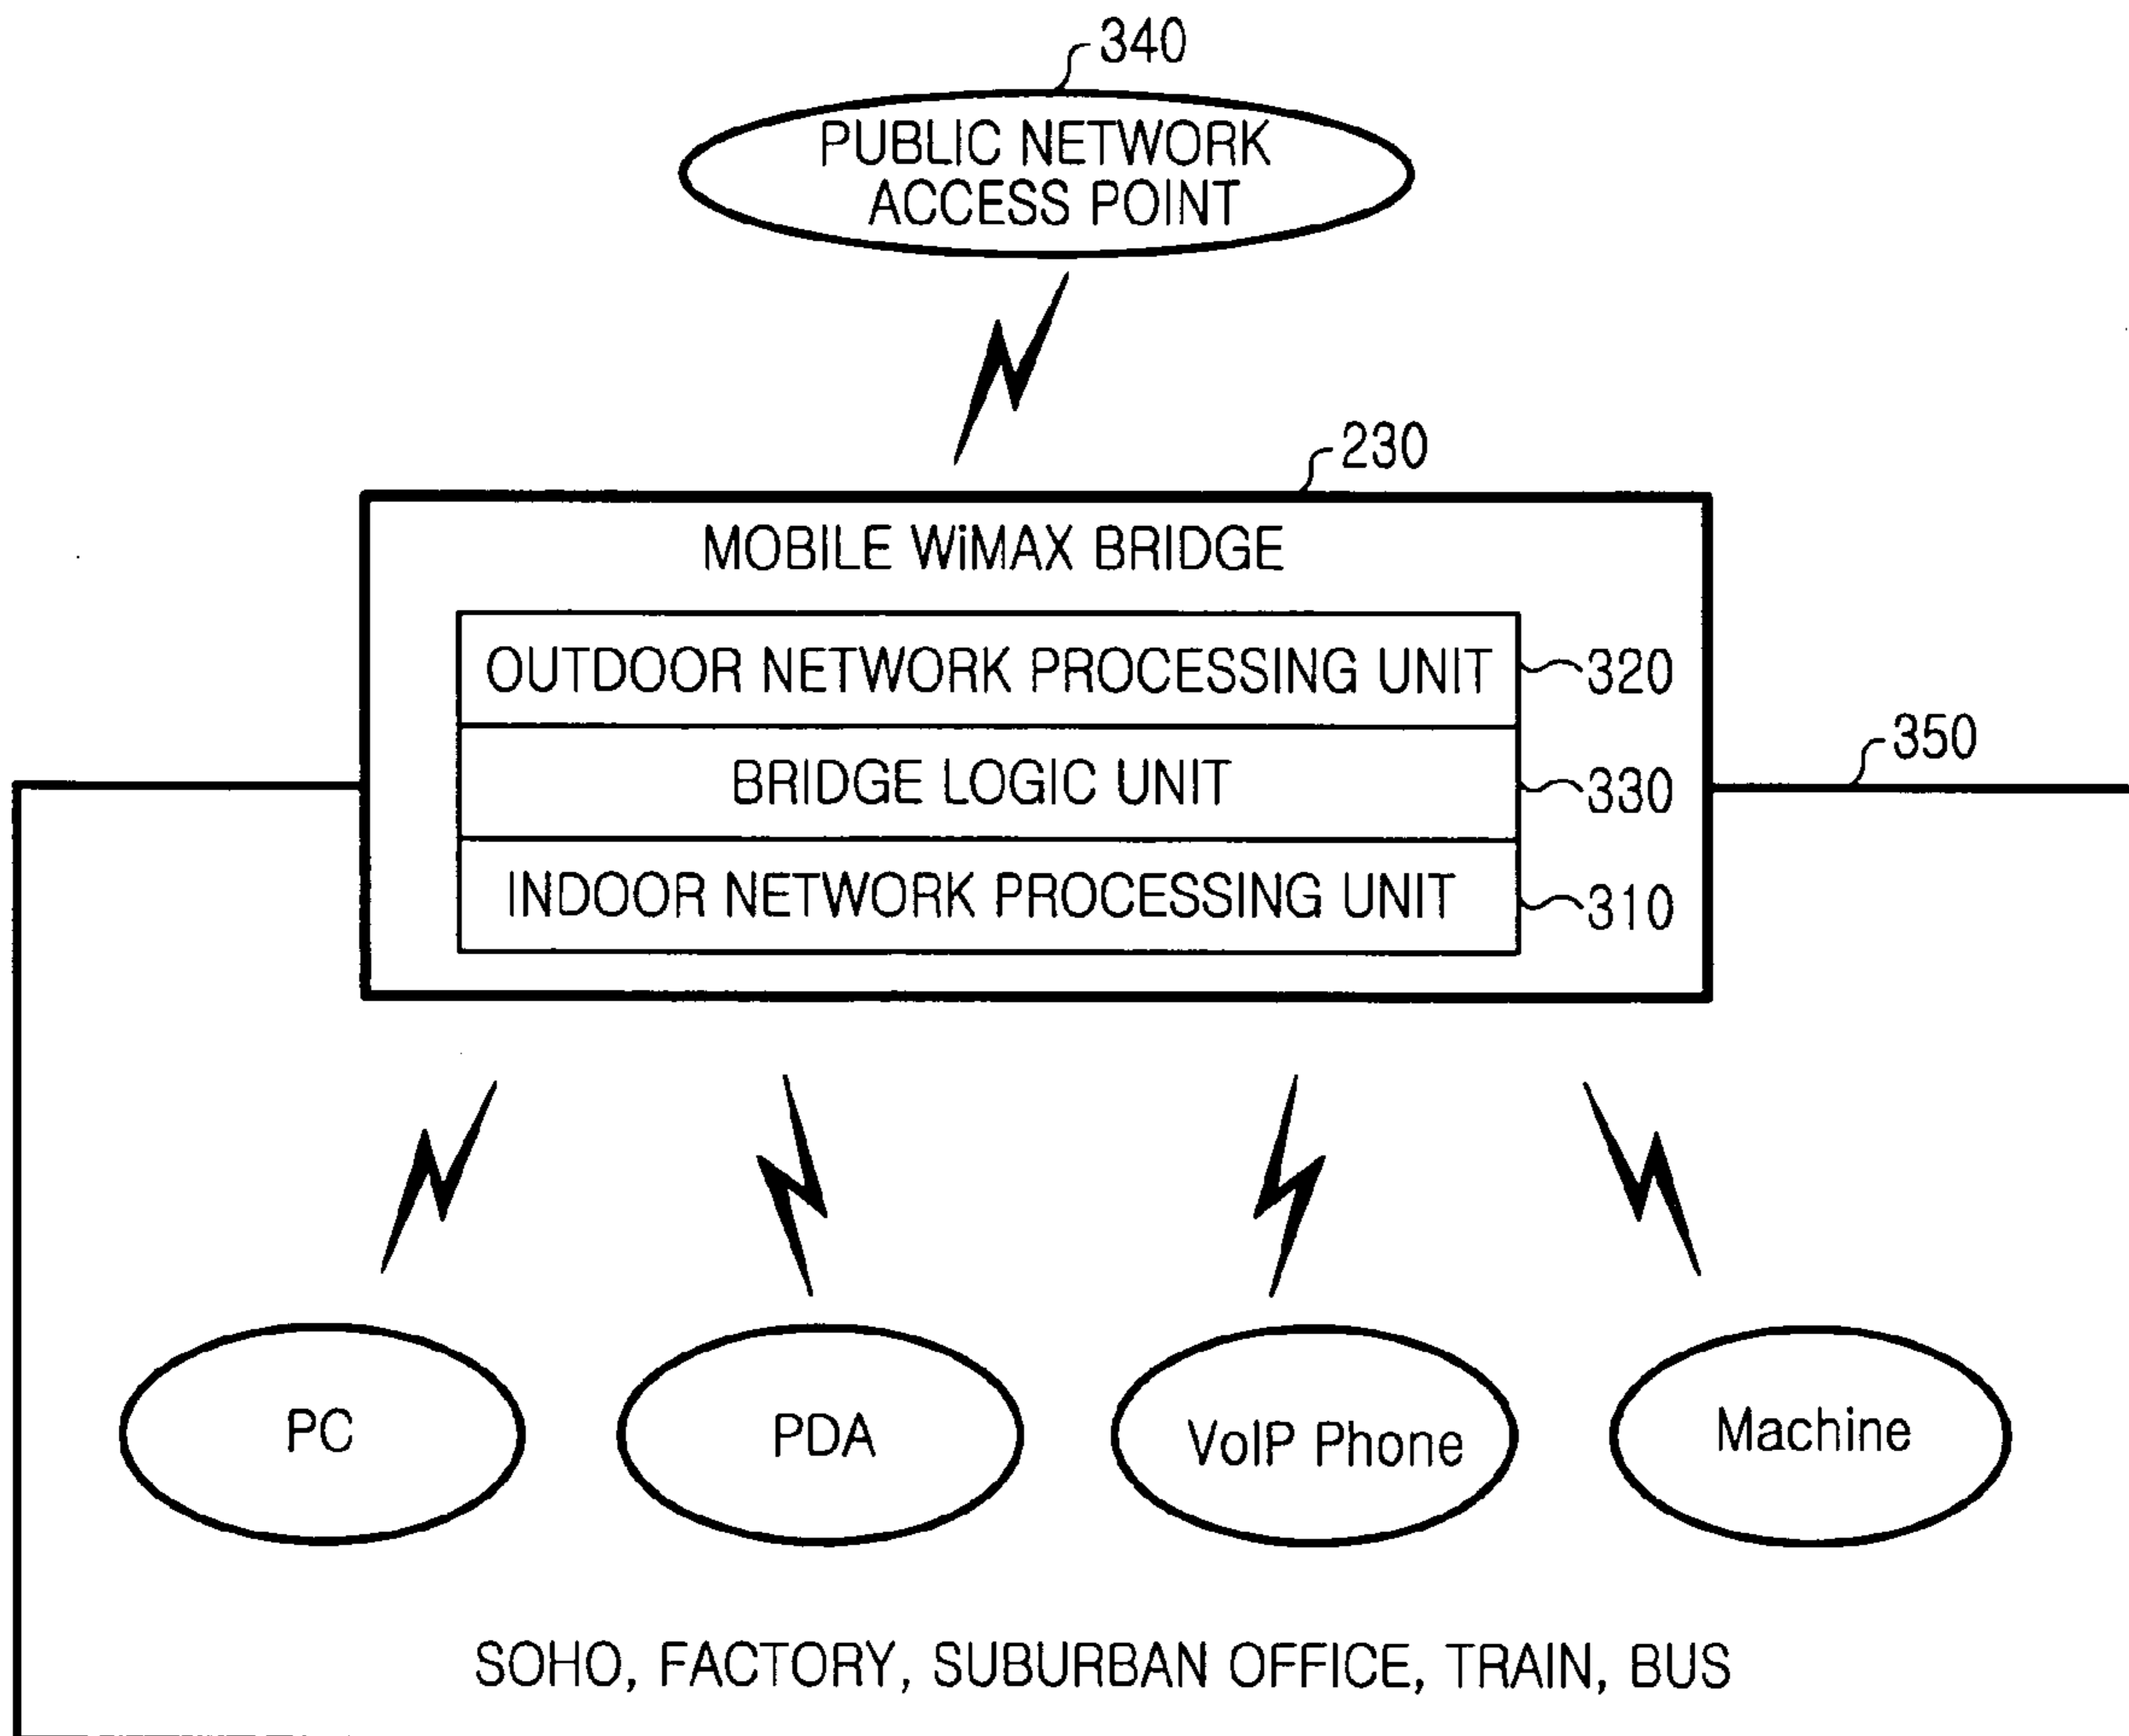 340
PUBLIC NETWORK
ACCESS POINT
230
MOBILE WiMAX BRIDGE
OUTDOOR NETWORK PROCESSING UNIT 320
BRIDGE LOGIC UNIT 330
350
INDOOR NETWORK PROCESSING UNIT 310
PC
PDA
VoIP Phone
Machine
SOHO, FACTORY, SUBURBAN OFFICE, TRAIN, BUS